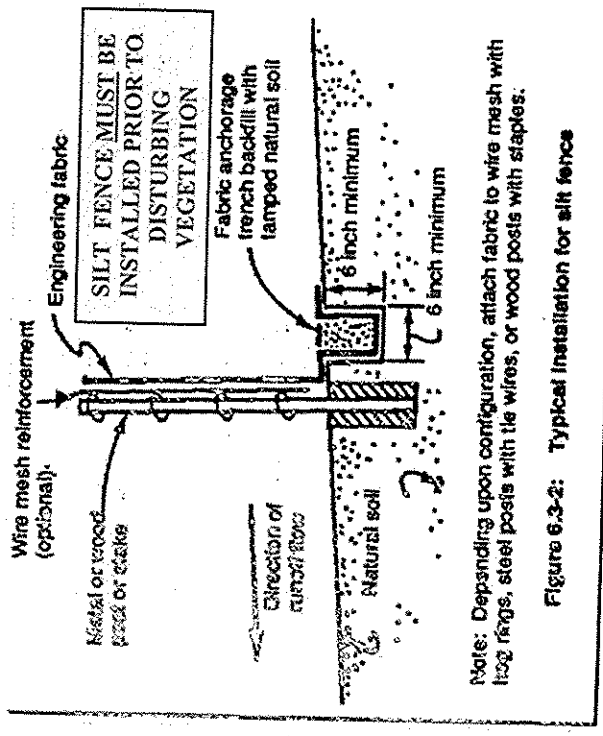 Wire mesh reinforcement
(optional)
Engineering fabric
SILT FENCE MUST BE
INSTALLED PRIOR TO
DISTURBING
VEGETATION
Metal or wood
post or stake
Fabric anchorage
trench backfill with
tamped natural soil
Direction of
runoff flow
6 inch minimum
Natural soil
6 inch minimum
Note: Depending upon configuration, attach fabric to wire mesh with
hog rings, steel posts with tie wires, or wood posts with staples.
Figure 6.3-2: Typical installation for silt fence